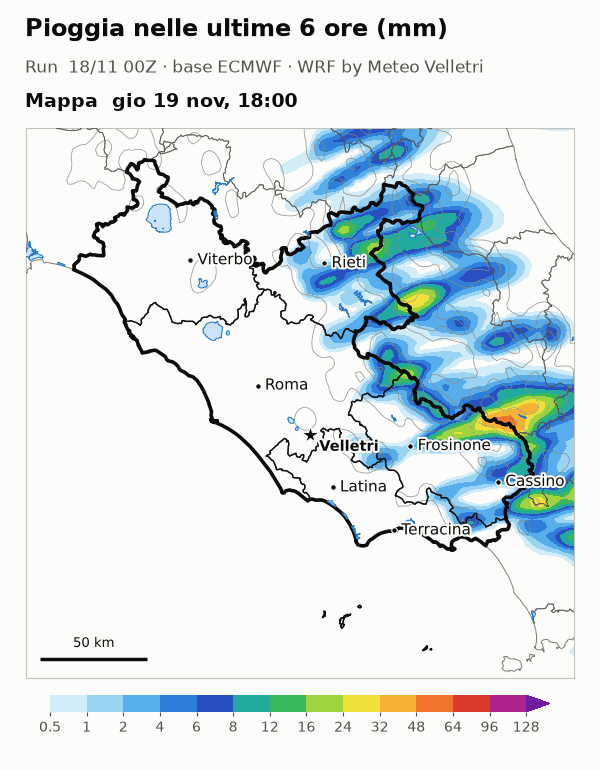 Pioggia nelle ultime 6 ore (mm)
Run  18/11 00Z · base ECMWF · WRF by Meteo Velletri
Mappa  gio 19 nov, 18:00
Viterbo
Rieti
Roma
Velletri
Frosinone
Latina
Cassino
Terracina
50 km
0.5 1 2 4 6 8 12 16 24 32 48 64 96 128